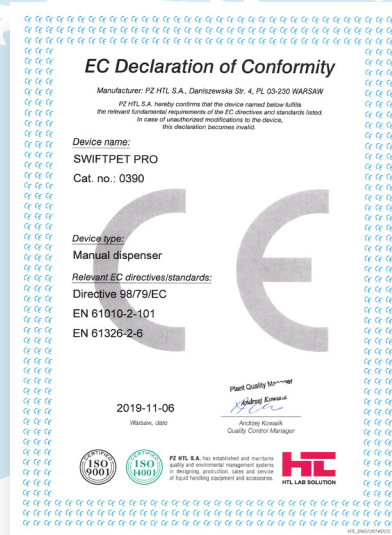 EC Declaration of Conformity
Manufacturer: PZ HTL S.A., Daniszewska Str. 4, PL 03-230 WARSAW
PZ HTL S.A. hereby confirms that the device named below fulfills
the relevant fundamental requirements of the EC directives and standards listed.
In case of unauthorized modifications to the device,
this declaration becomes invalid.
Device name:
SWIFTPET PRO
Cat. no.: 0390
Device type:
Manual dispenser
Relevant EC directives/standards:
Directive 98/79/EC
EN 61010-2-101
EN 61326-2-6
Plant Quality Manager
Andrzej Kowalik
2019-11-06
Warsaw, date
Andrzej Kowalik
Quality Control Manager
CERTIFIED
ISO
9001
CERTIFIED
ISO
14001
PZ HTL S.A. has established and maintains
quality and environmental management systems
in designing, production, sales and service
of liquid handling equipment and accessories.
HTL
HTL LAB SOLUTION